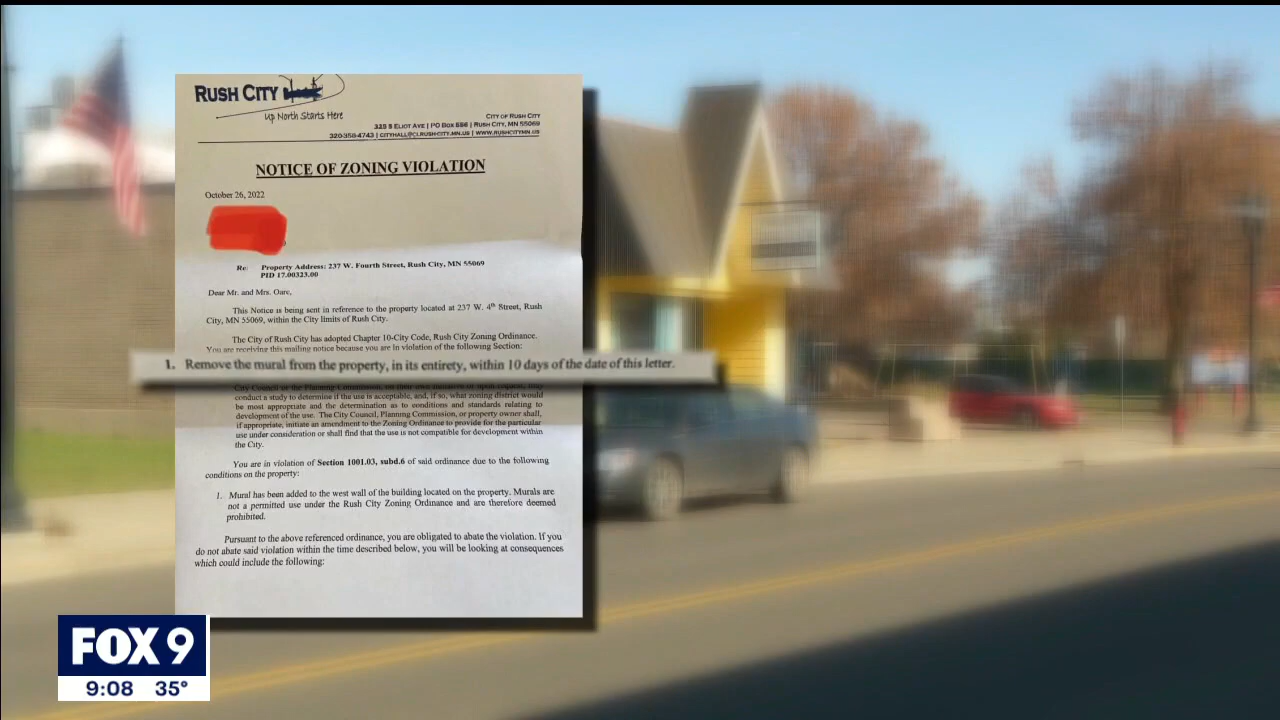 RUSH CITY
Up North Starts Here
CITY OF RUSH CITY
325 S ELIOT AVE | PO BOX 556 | RUSH CITY, MN 55069
320-358-4743 | CITYHALL@CI.RUSH-CITY.MN.US | WWW.RUSHCITYMN.US
NOTICE OF ZONING VIOLATION
October 26, 2022
Re: Property Address: 237 W. Fourth Street, Rush City, MN 55069
PID 17.00323.00
Dear Mr. and Mrs. Oare,
This Notice is being sent in reference to the property located at 237 W. 4th Street, Rush
City, MN 55069, within the City limits of Rush City.
The City of Rush City has adopted Chapter 10-City Code, Rush City Zoning Ordinance.
You are receiving this mailing notice because you are in violation of the following Section:
1. Remove the mural from the property, in its entirety, within 10 days of the date of this letter.
conduct a study to determine if the use is acceptable, and, if so, what zoning district would
be most appropriate and the determination as to conditions and standards relating to
development of the use. The City Council, Planning Commission, or property owner shall,
if appropriate, initiate an amendment to the Zoning Ordinance to provide for the particular
use under consideration or shall find that the use is not compatible for development within
the City.
You are in violation of Section 1001.03, subd.6 of said ordinance due to the following
conditions on the property:
1. Mural has been added to the west wall of the building located on the property. Murals are
not a permitted use under the Rush City Zoning Ordinance and are therefore deemed
prohibited.
Pursuant to the above referenced ordinance, you are obligated to abate the violation. If you
do not abate said violation within the time described below, you will be looking at consequences
which could include the following:
FOX 9
9:08 35°